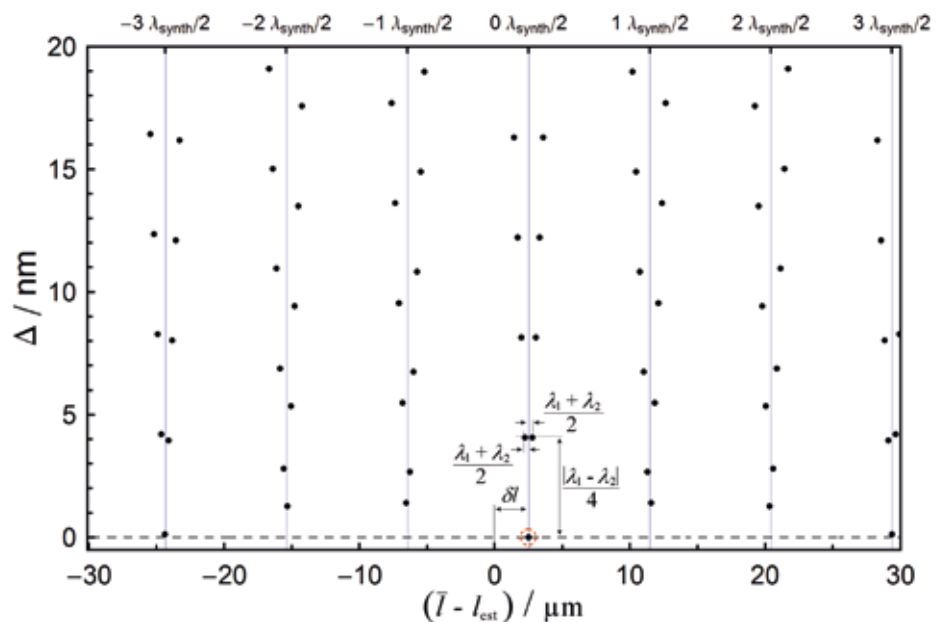 −3 λsynth/2 −2 λsynth/2 −1 λsynth/2 0 λsynth/2 1 λsynth/2 2 λsynth/2 3 λsynth/2
20
15
10
5
0
Δ / nm
λ₁ + λ₂
2
λ₁ + λ₂
2
|λ₁ - λ₂|
4
δl
−30 −20 −10 0 10 20 30
(l̅ - lest) / µm